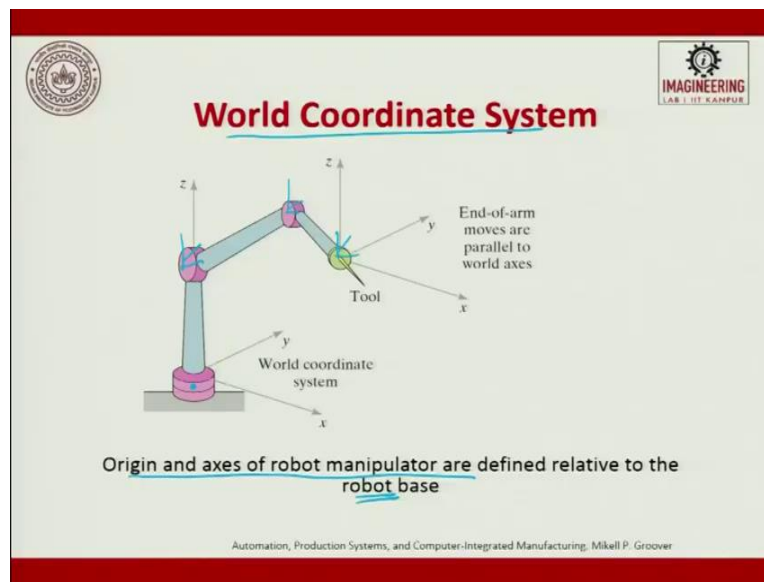 IMAGINEERING
LAB | IIT KANPUR
World Coordinate System
z
z
y
End-of-arm
moves are
parallel to
world axes
Tool
x
y
World coordinate
system
x
Origin and axes of robot manipulator are defined relative to the
robot base
Automation, Production Systems, and Computer-Integrated Manufacturing, Mikell P. Groover